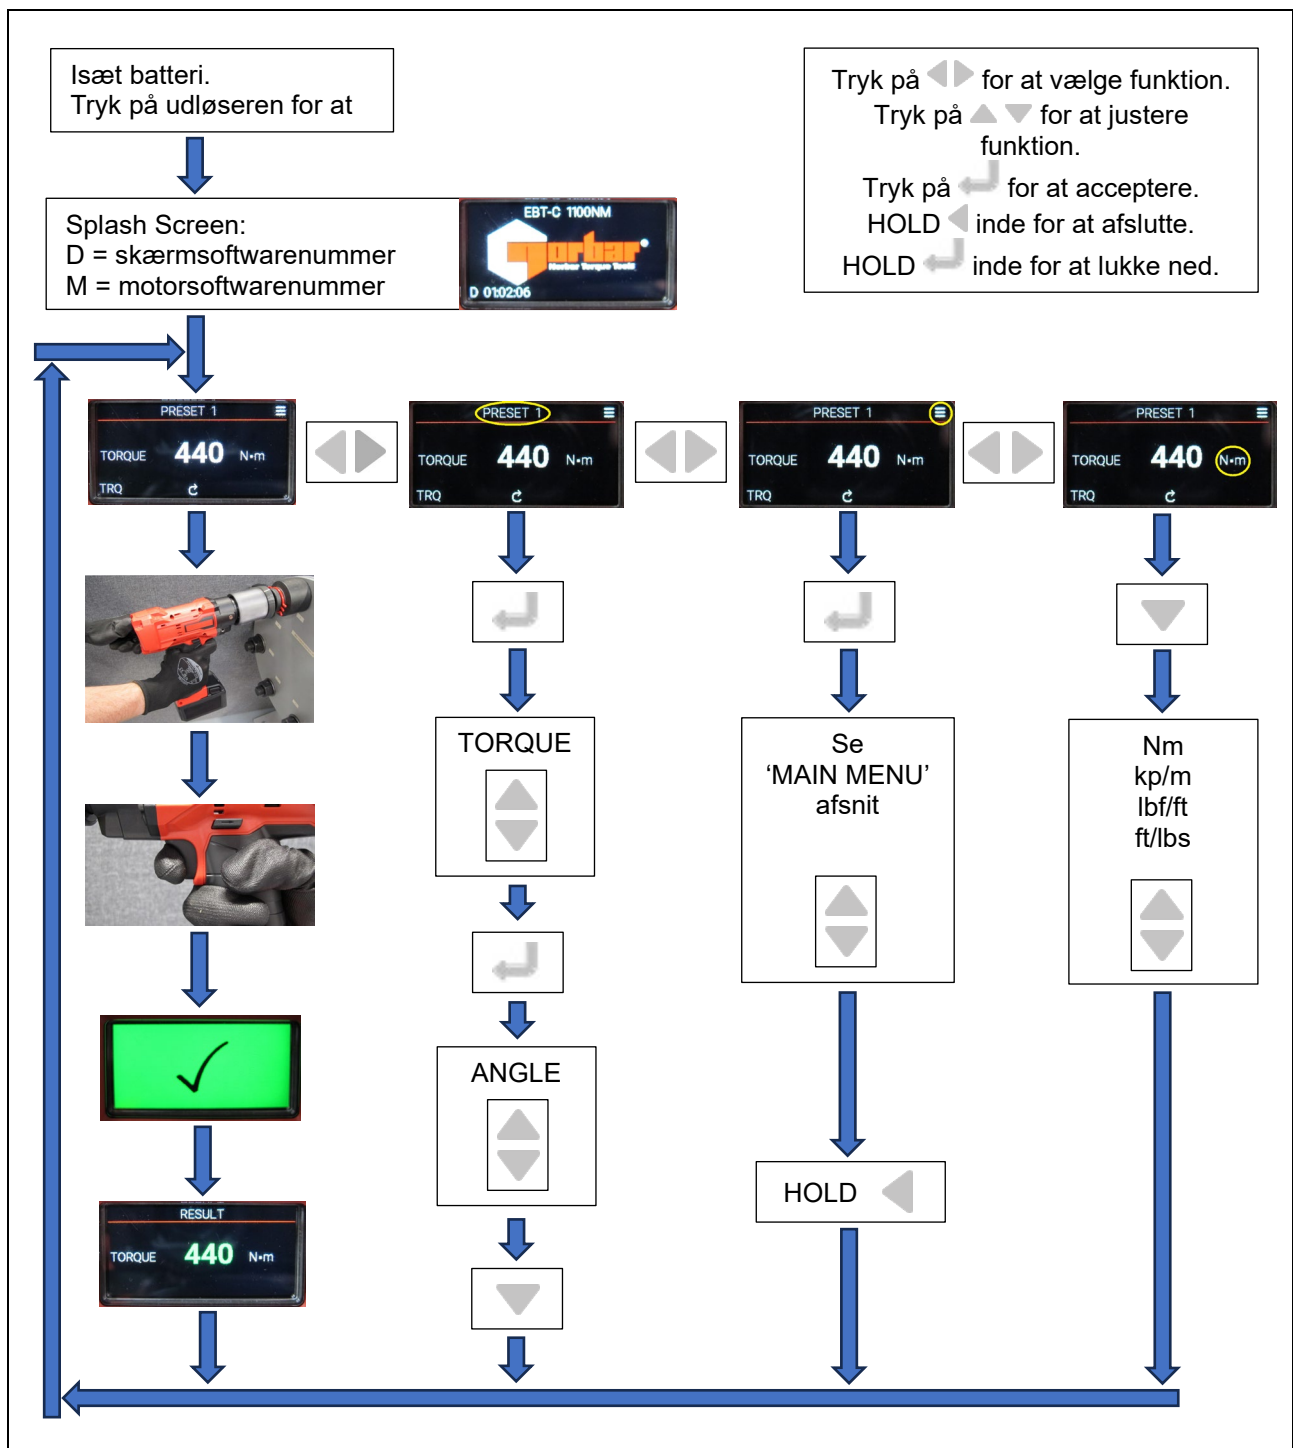 Isæt batteri.
Tryk på udløseren for at
Tryk på for at vælge funktion.
Tryk på for at justere
funktion.
Tryk på for at acceptere.
HOLD inde for at afslutte.
HOLD inde for at lukke ned.
Splash Screen:
D = skærmsoftwarenummer
M = motorsoftwarenummer
EBT-C 1100NM
norbar
Norbar Torque Tools
D 01:02:06
PRESET 1
TORQUE 440 N•m
TRQ
PRESET 1
TORQUE 440 N•m
TRQ
PRESET 1
TORQUE 440 N•m
TRQ
PRESET 1
TORQUE 440 N•m
TRQ
TORQUE
Se
‘MAIN MENU’
afsnit
Nm
kp/m
lbf/ft
ft/lbs
ANGLE
HOLD
RESULT
TORQUE 440 N•m